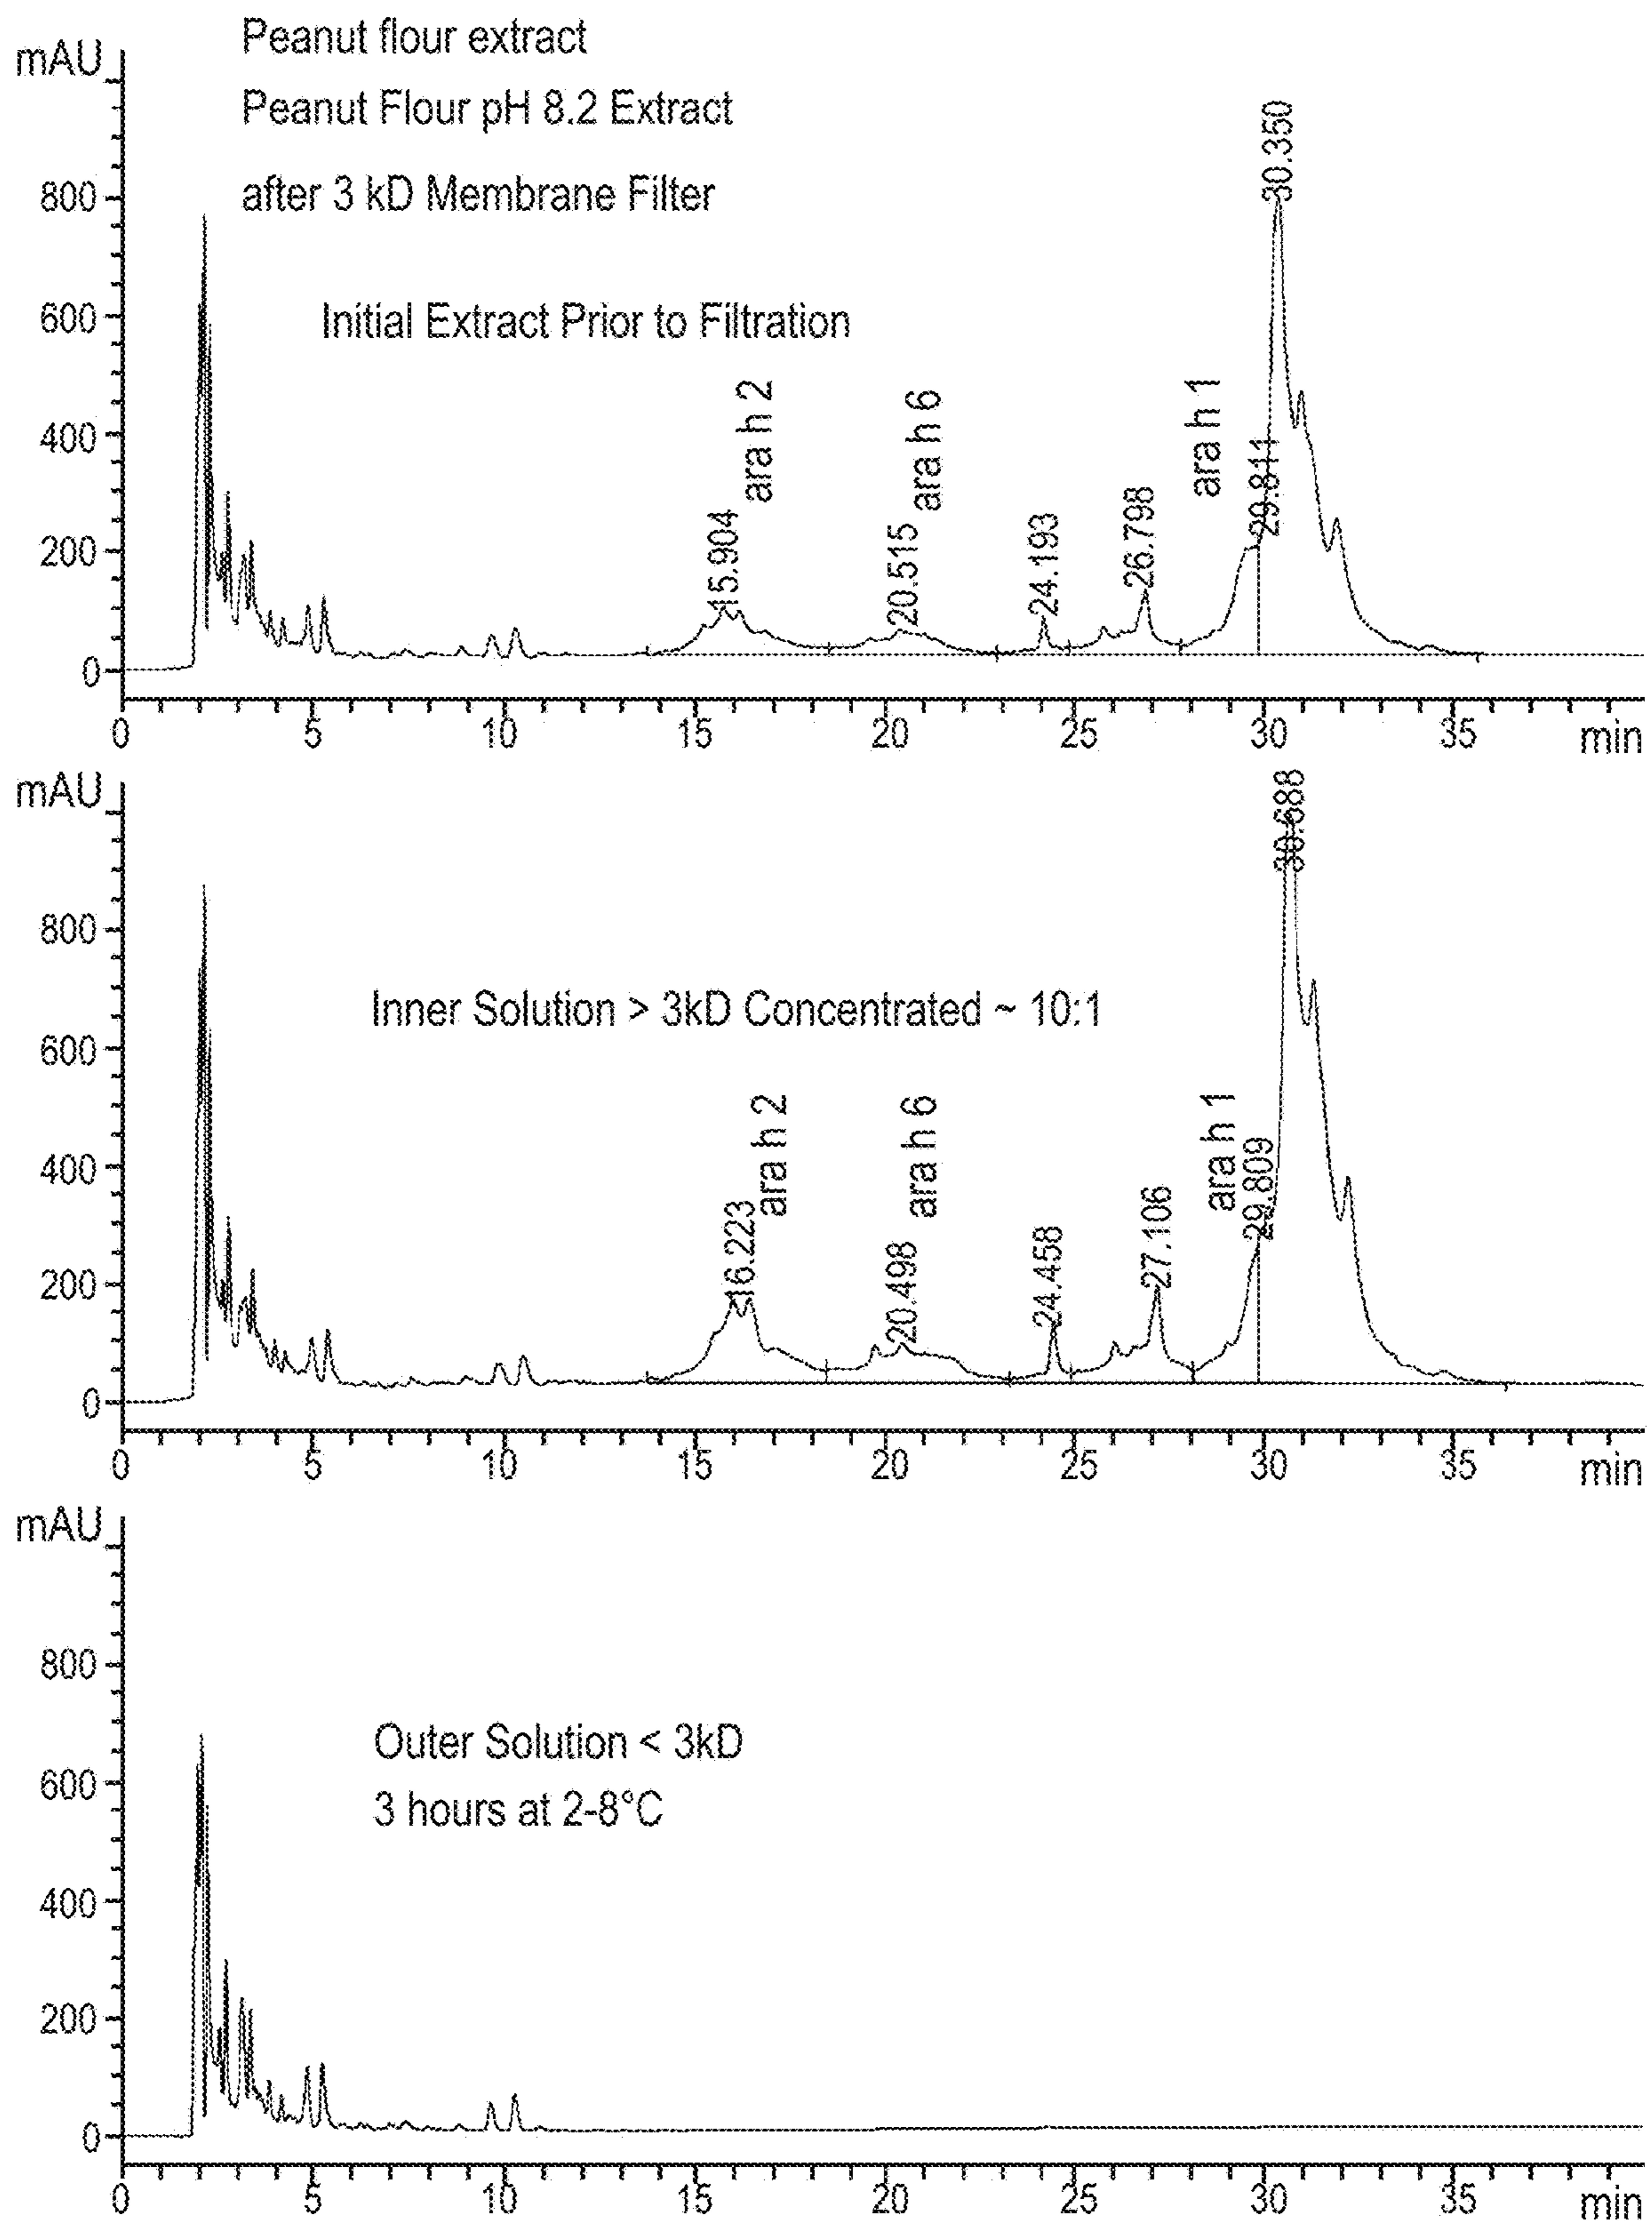 Peanut flour extract
mAU
Peanut Flour pH 8.2 Extract
after 3 kD Membrane Filter
Initial Extract Prior to Filtration
800
600
400
200
0
15.904
ara h 2
20.515
ara h 6
24.193
26.798
ara h 1
29.811
30.350
0 5 10 15 20 25 30 35 min
mAU
Inner Solution > 3kD Concentrated ~ 10:1
800
600
400
200
0
16.223
ara h 2
20.498
ara h 6
24.458
27.106
ara h 1
29.809
30.688
0 5 10 15 20 25 30 35 min
mAU
Outer Solution < 3kD
3 hours at 2-8°C
800
600
400
200
0
0 5 10 15 20 25 30 35 min